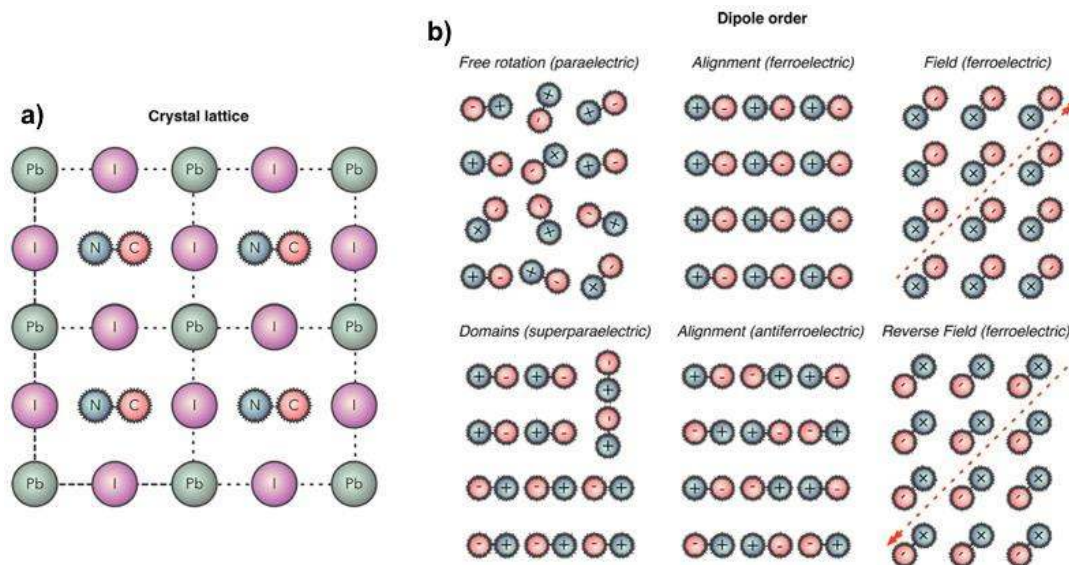 a)
Crystal lattice
Pb I Pb I Pb
I N C I N C I
Pb I Pb I Pb
I N C I N C I
Pb I Pb I Pb
b)
Dipole order
Free rotation (paraelectric)
Alignment (ferroelectric)
Field (ferroelectric)
Domains (superparaelectric)
Alignment (antiferroelectric)
Reverse Field (ferroelectric)